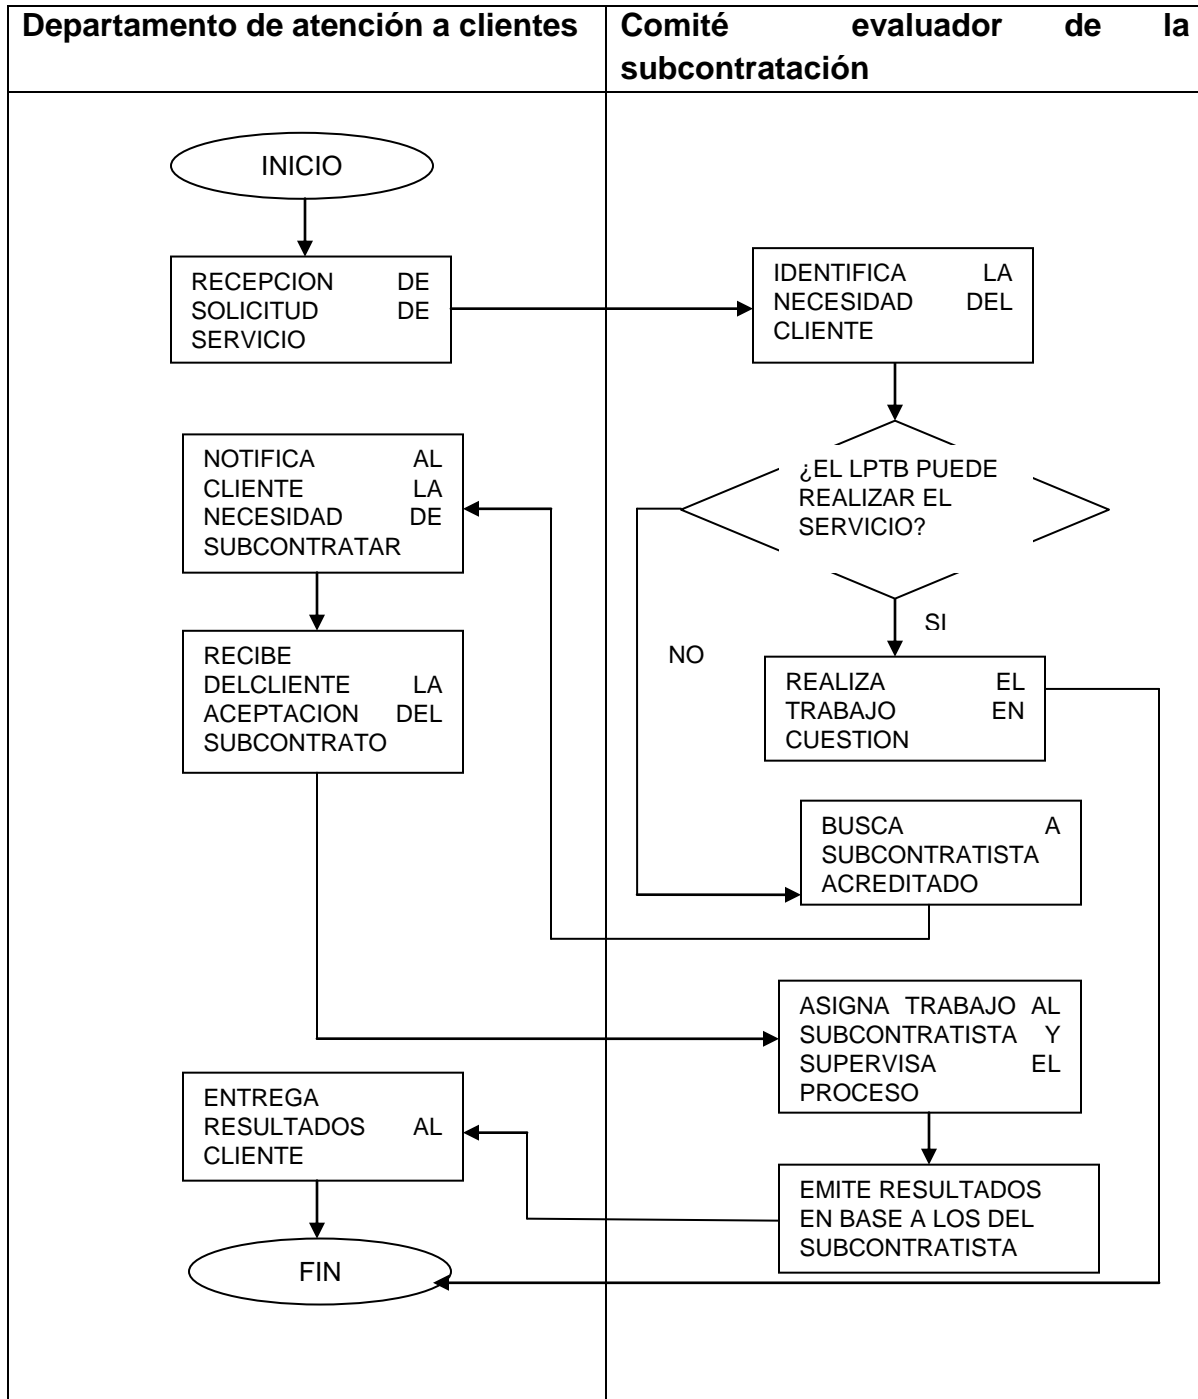 Departamento de atención a clientes
Comité evaluador de la
subcontratación
INICIO
RECEPCION DE
SOLICITUD DE
SERVICIO
IDENTIFICA LA
NECESIDAD DEL
CLIENTE
¿EL LPTB PUEDE
REALIZAR EL
SERVICIO?
NOTIFICA AL
CLIENTE LA
NECESIDAD DE
SUBCONTRATAR
SI
NO
RECIBE
DELCLIENTE LA
ACEPTACION DEL
SUBCONTRATO
REALIZA EL
TRABAJO EN
CUESTION
BUSCA A
SUBCONTRATISTA
ACREDITADO
ASIGNA TRABAJO AL
SUBCONTRATISTA Y
SUPERVISA EL
PROCESO
ENTREGA
RESULTADOS AL
CLIENTE
EMITE RESULTADOS
EN BASE A LOS DEL
SUBCONTRATISTA
FIN